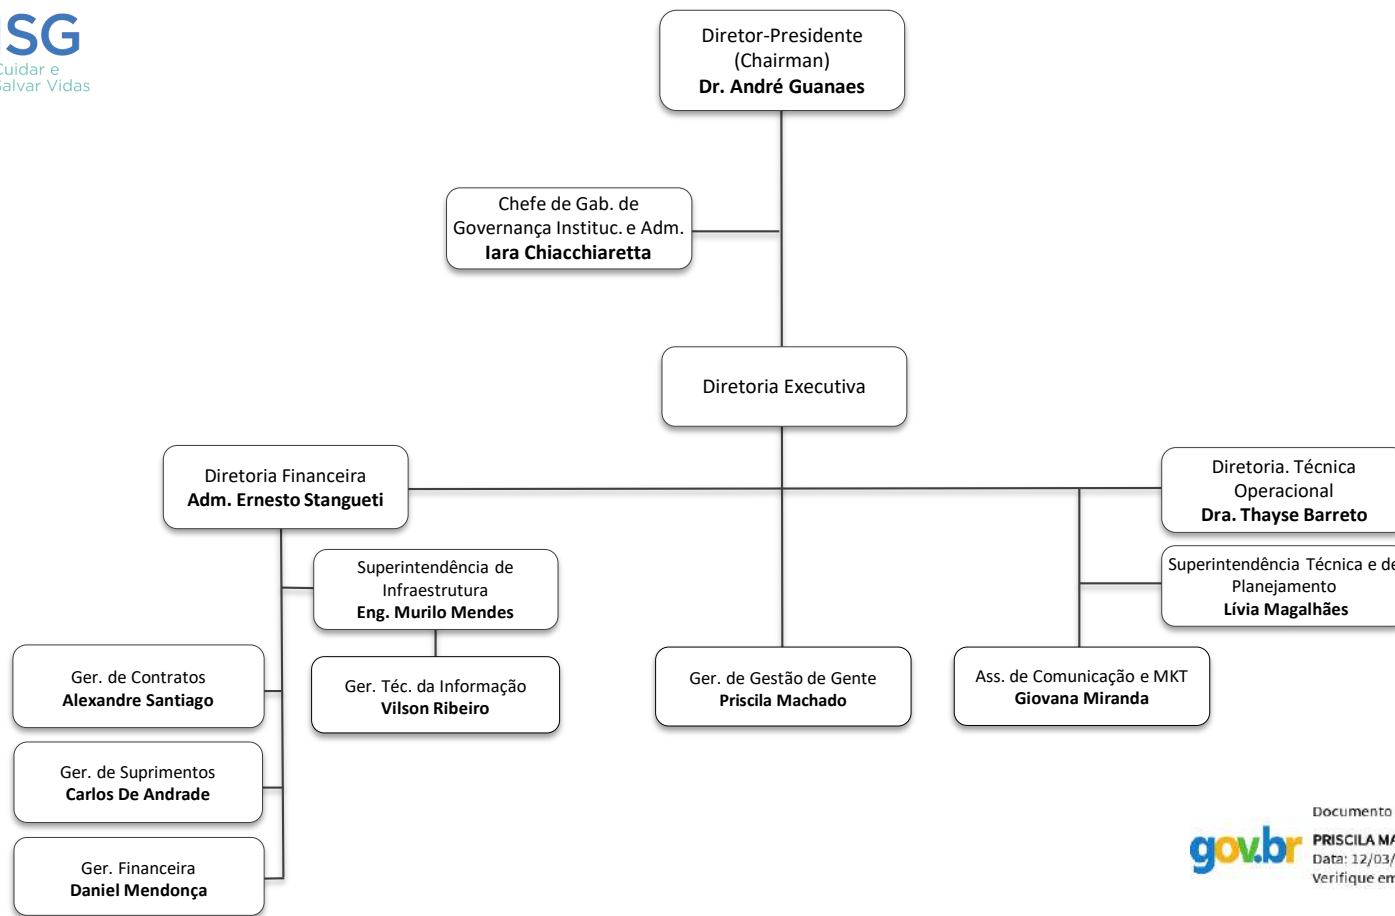 ISG
Cuidar e
Salvar Vidas
Diretor-Presidente
(Chairman)
Dr. André Guanaes
Chefe de Gab. de
Governança Instituc. e Adm.
Iara Chiacchiaretta
Diretoria Executiva
Diretoria Financeira
Adm. Ernesto Stangueti
Diretoria. Técnica
Operacional
Dra. Thayse Barreto
Superintendência de
Infraestrutura
Eng. Murilo Mendes
Superintendência Técnica e de
Planejamento
Lívia Magalhães
Ger. de Contratos
Alexandre Santiago
Ger. Téc. da Informação
Vilson Ribeiro
Ger. de Gestão de Gente
Priscila Machado
Ass. de Comunicação e MKT
Giovana Miranda
Ger. de Suprimentos
Carlos De Andrade
Ger. Financeira
Daniel Mendonça
gov.br
Documento
PRISCILA MA
Data: 12/03/
Verifique em